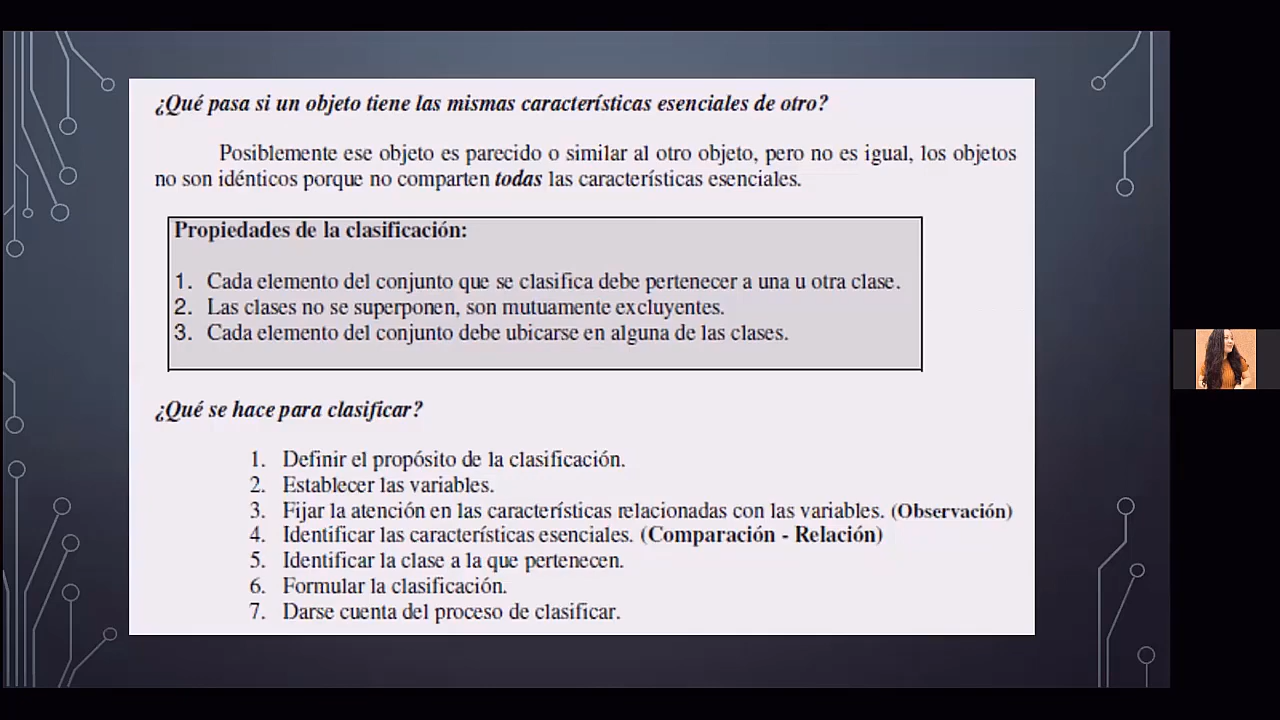 ¿Qué pasa si un objeto tiene las mismas características esenciales de otro?
Posiblemente ese objeto es parecido o similar al otro objeto, pero no es igual, los objetos
no son idénticos porque no comparten todas las características esenciales.
Propiedades de la clasificación:
1. Cada elemento del conjunto que se clasifica debe pertenecer a una u otra clase.
2. Las clases no se superponen, son mutuamente excluyentes.
3. Cada elemento del conjunto debe ubicarse en alguna de las clases.
¿Qué se hace para clasificar?
1. Definir el propósito de la clasificación.
2. Establecer las variables.
3. Fijar la atención en las características relacionadas con las variables. (Observación)
4. Identificar las características esenciales. (Comparación - Relación)
5. Identificar la clase a la que pertenecen.
6. Formular la clasificación.
7. Darse cuenta del proceso de clasificar.